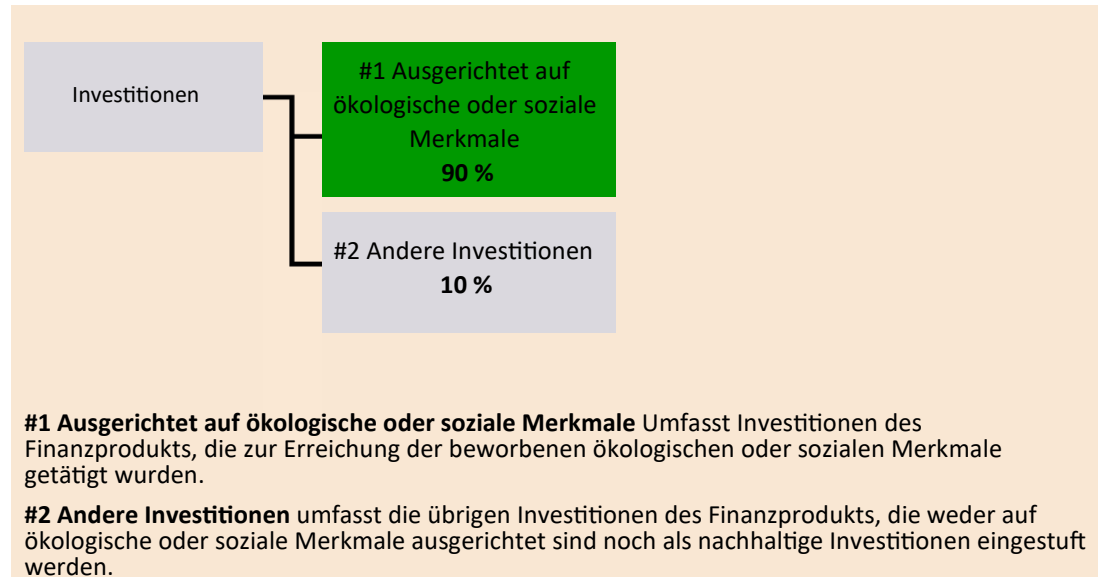 Investitionen
#1 Ausgerichtet auf
ökologische oder soziale
Merkmale
90 %
#2 Andere Investitionen
10 %
#1 Ausgerichtet auf ökologische oder soziale Merkmale Umfasst Investitionen des
Finanzprodukts, die zur Erreichung der beworbenen ökologischen oder sozialen Merkmale
getätigt wurden.
#2 Andere Investitionen umfasst die übrigen Investitionen des Finanzprodukts, die weder auf
ökologische oder soziale Merkmale ausgerichtet sind noch als nachhaltige Investitionen eingestuft
werden.